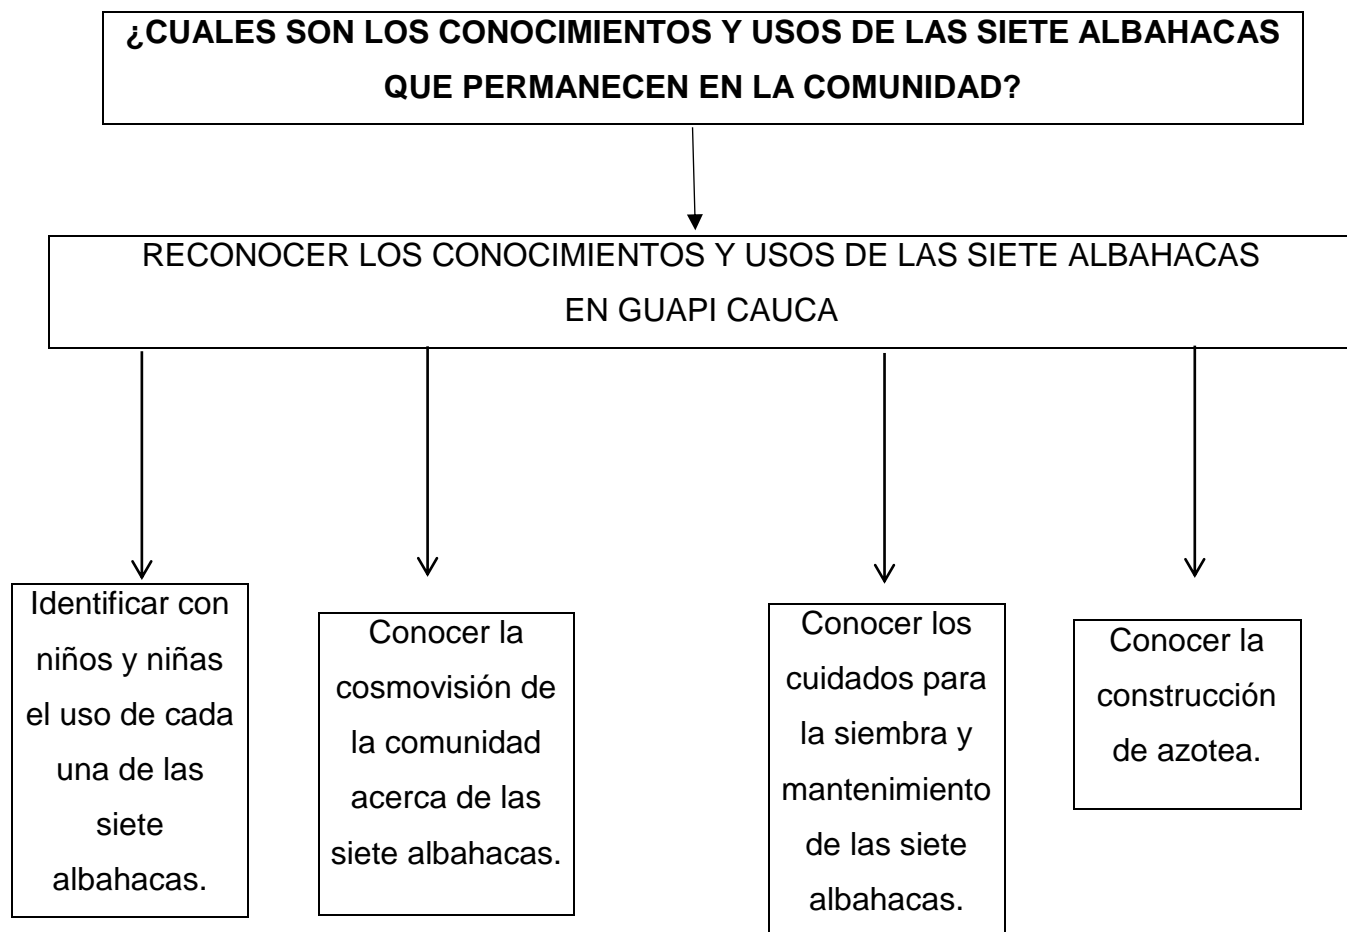 ¿CUALES SON LOS CONOCIMIENTOS Y USOS DE LAS SIETE ALBAHACAS
QUE PERMANECEN EN LA COMUNIDAD?
RECONOCER LOS CONOCIMIENTOS Y USOS DE LAS SIETE ALBAHACAS
EN GUAPI CAUCA
Identificar con
niños y niñas
el uso de cada
una de las
siete
albahacas.
Conocer la
cosmovisión de
la comunidad
acerca de las
siete albahacas.
Conocer los
cuidados para
la siembra y
mantenimiento
de las siete
albahacas.
Conocer la
construcción
de azotea.